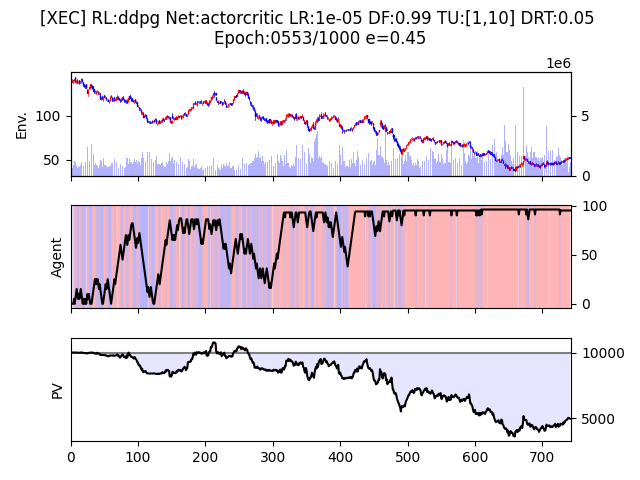 [XEC] RL:ddpg Net:actorcritic LR:1e-05 DF:0.99 TU:[1,10] DRT:0.05
Epoch:0553/1000 e=0.45
1e6
Env.
100
50
5
0
Agent
100
50
0
PV
10000
5000
0 100 200 300 400 500 600 700